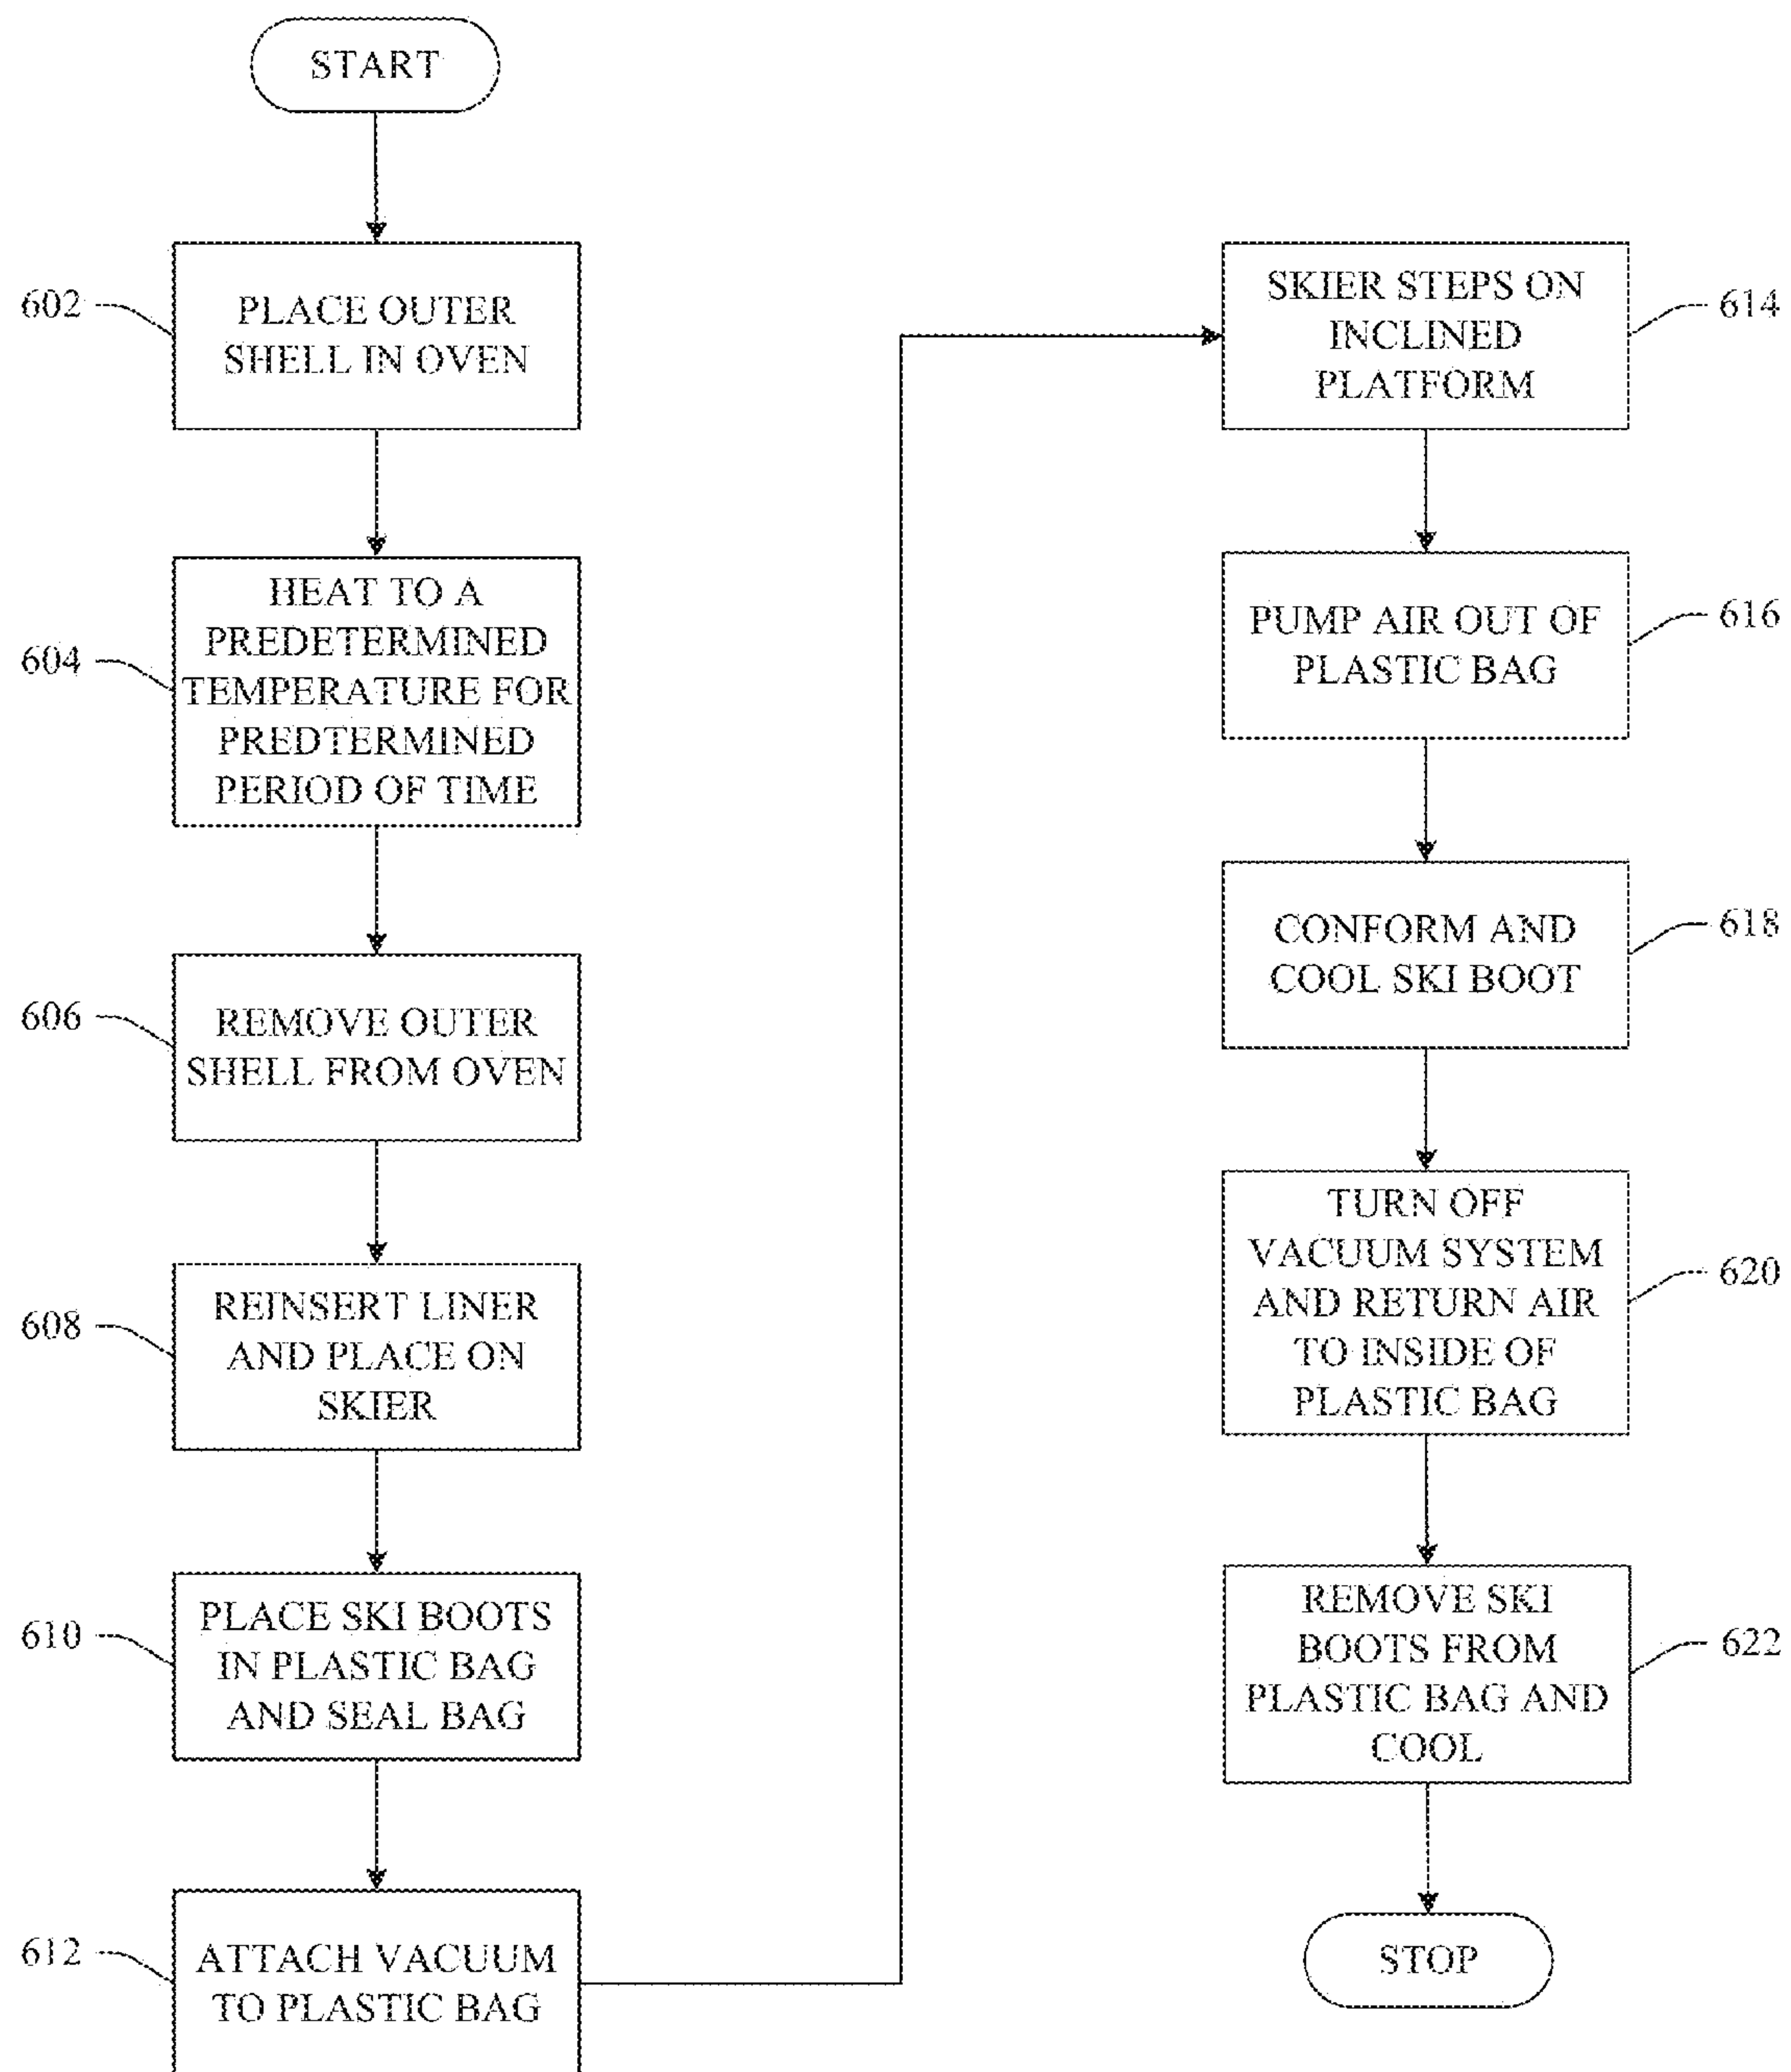 START
602
PLACE OUTER
SHELL IN OVEN
604
HEAT TO A
PREDETERMINED
TEMPERATURE FOR
PREDTERMINED
PERIOD OF TIME
606
REMOVE OUTER
SHELL FROM OVEN
608
REINSERT LINER
AND PLACE ON
SKIER
610
PLACE SKI BOOTS
IN PLASTIC BAG
AND SEAL BAG
612
ATTACH VACUUM
TO PLASTIC BAG
SKIER STEPS ON
INCLINED
PLATFORM
614
PUMP AIR OUT OF
PLASTIC BAG
616
CONFORM AND
COOL SKI BOOT
618
TURN OFF
VACUUM SYSTEM
AND RETURN AIR
TO INSIDE OF
PLASTIC BAG
620
REMOVE SKI
BOOTS FROM
PLASTIC BAG AND
COOL
622
STOP